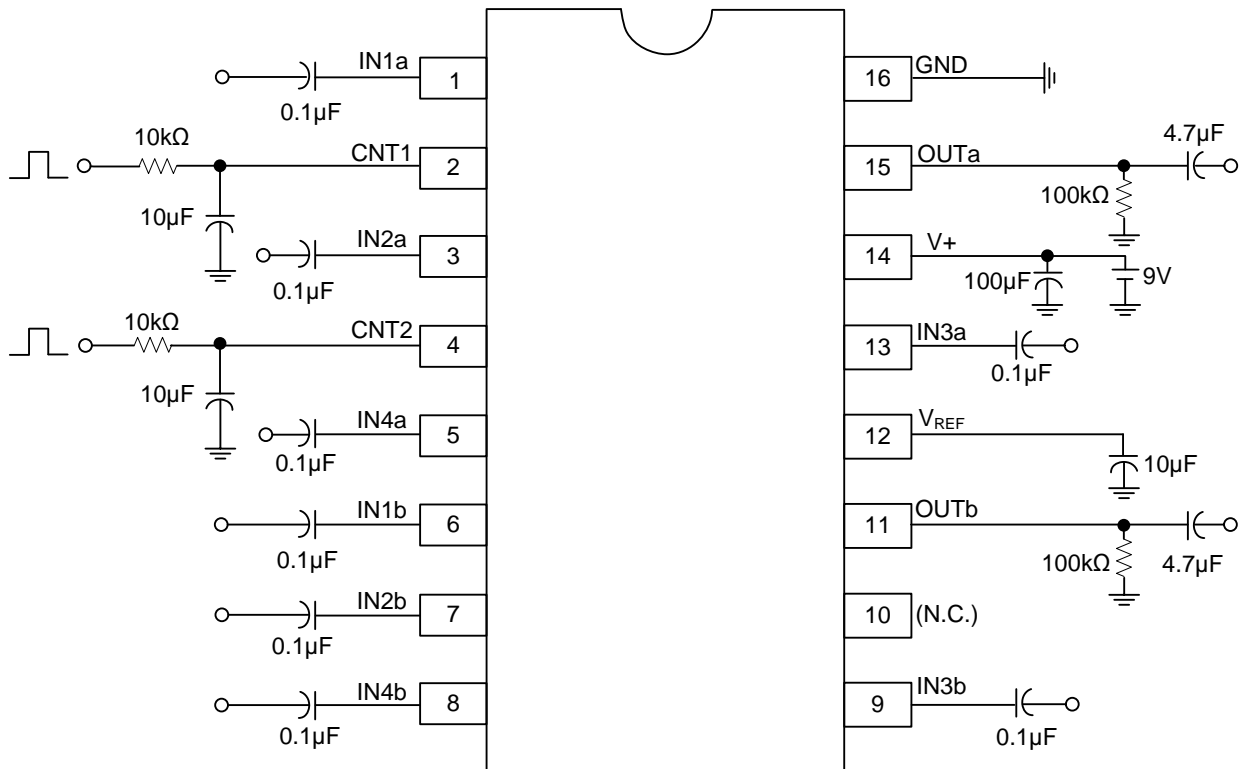 IN1a
1
0.1µF
10kΩ
CNT1
2
10µF
IN2a
3
0.1µF
10kΩ
CNT2
4
10µF
IN4a
5
0.1µF
IN1b
6
0.1µF
IN2b
7
0.1µF
IN4b
8
0.1µF
16
GND
4.7µF
15
OUTa
100kΩ
14
V+
100µF
9V
13
IN3a
0.1µF
12
VREF
10µF
11
OUTb
100kΩ
4.7µF
10
(N.C.)
9
IN3b
0.1µF